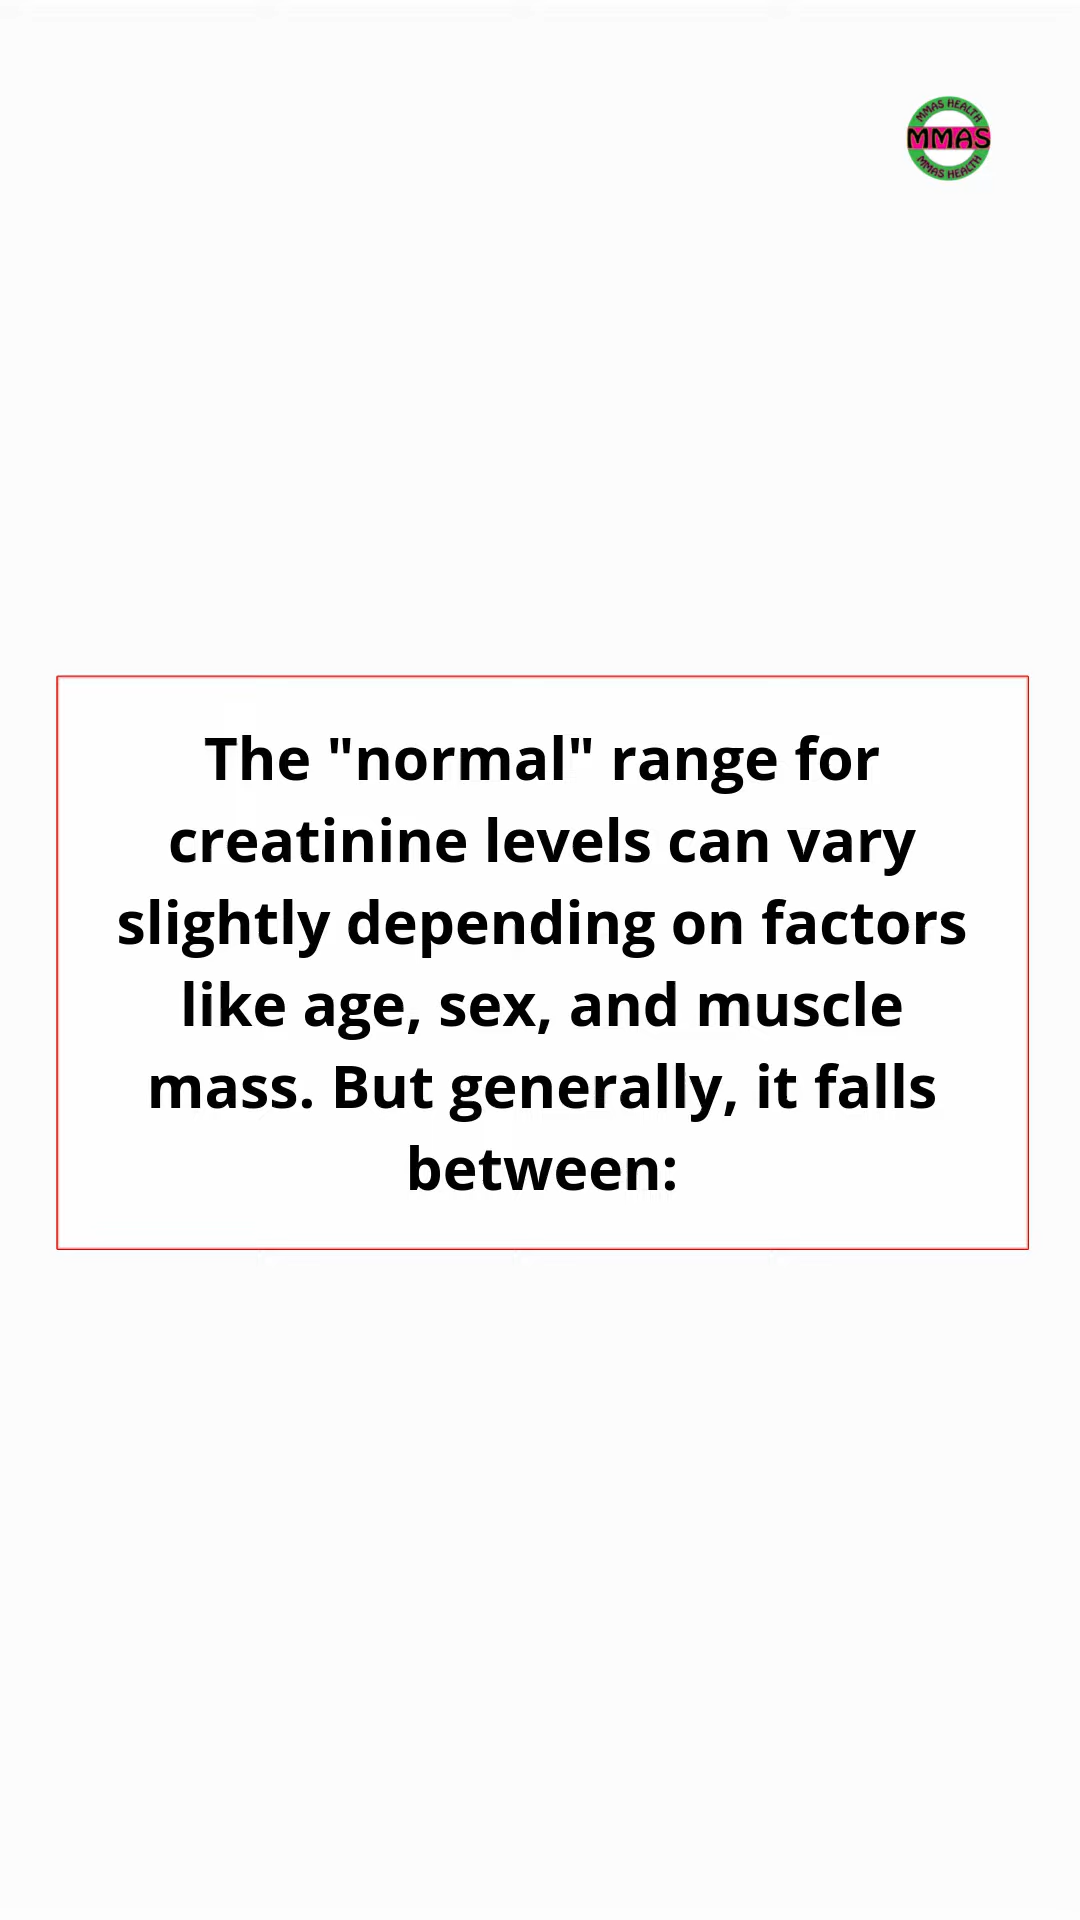 MMAS HEALTH
MMAS
MMAS HEALTH
The "normal" range for
creatinine levels can vary
slightly depending on factors
like age, sex, and muscle
mass. But generally, it falls
between: